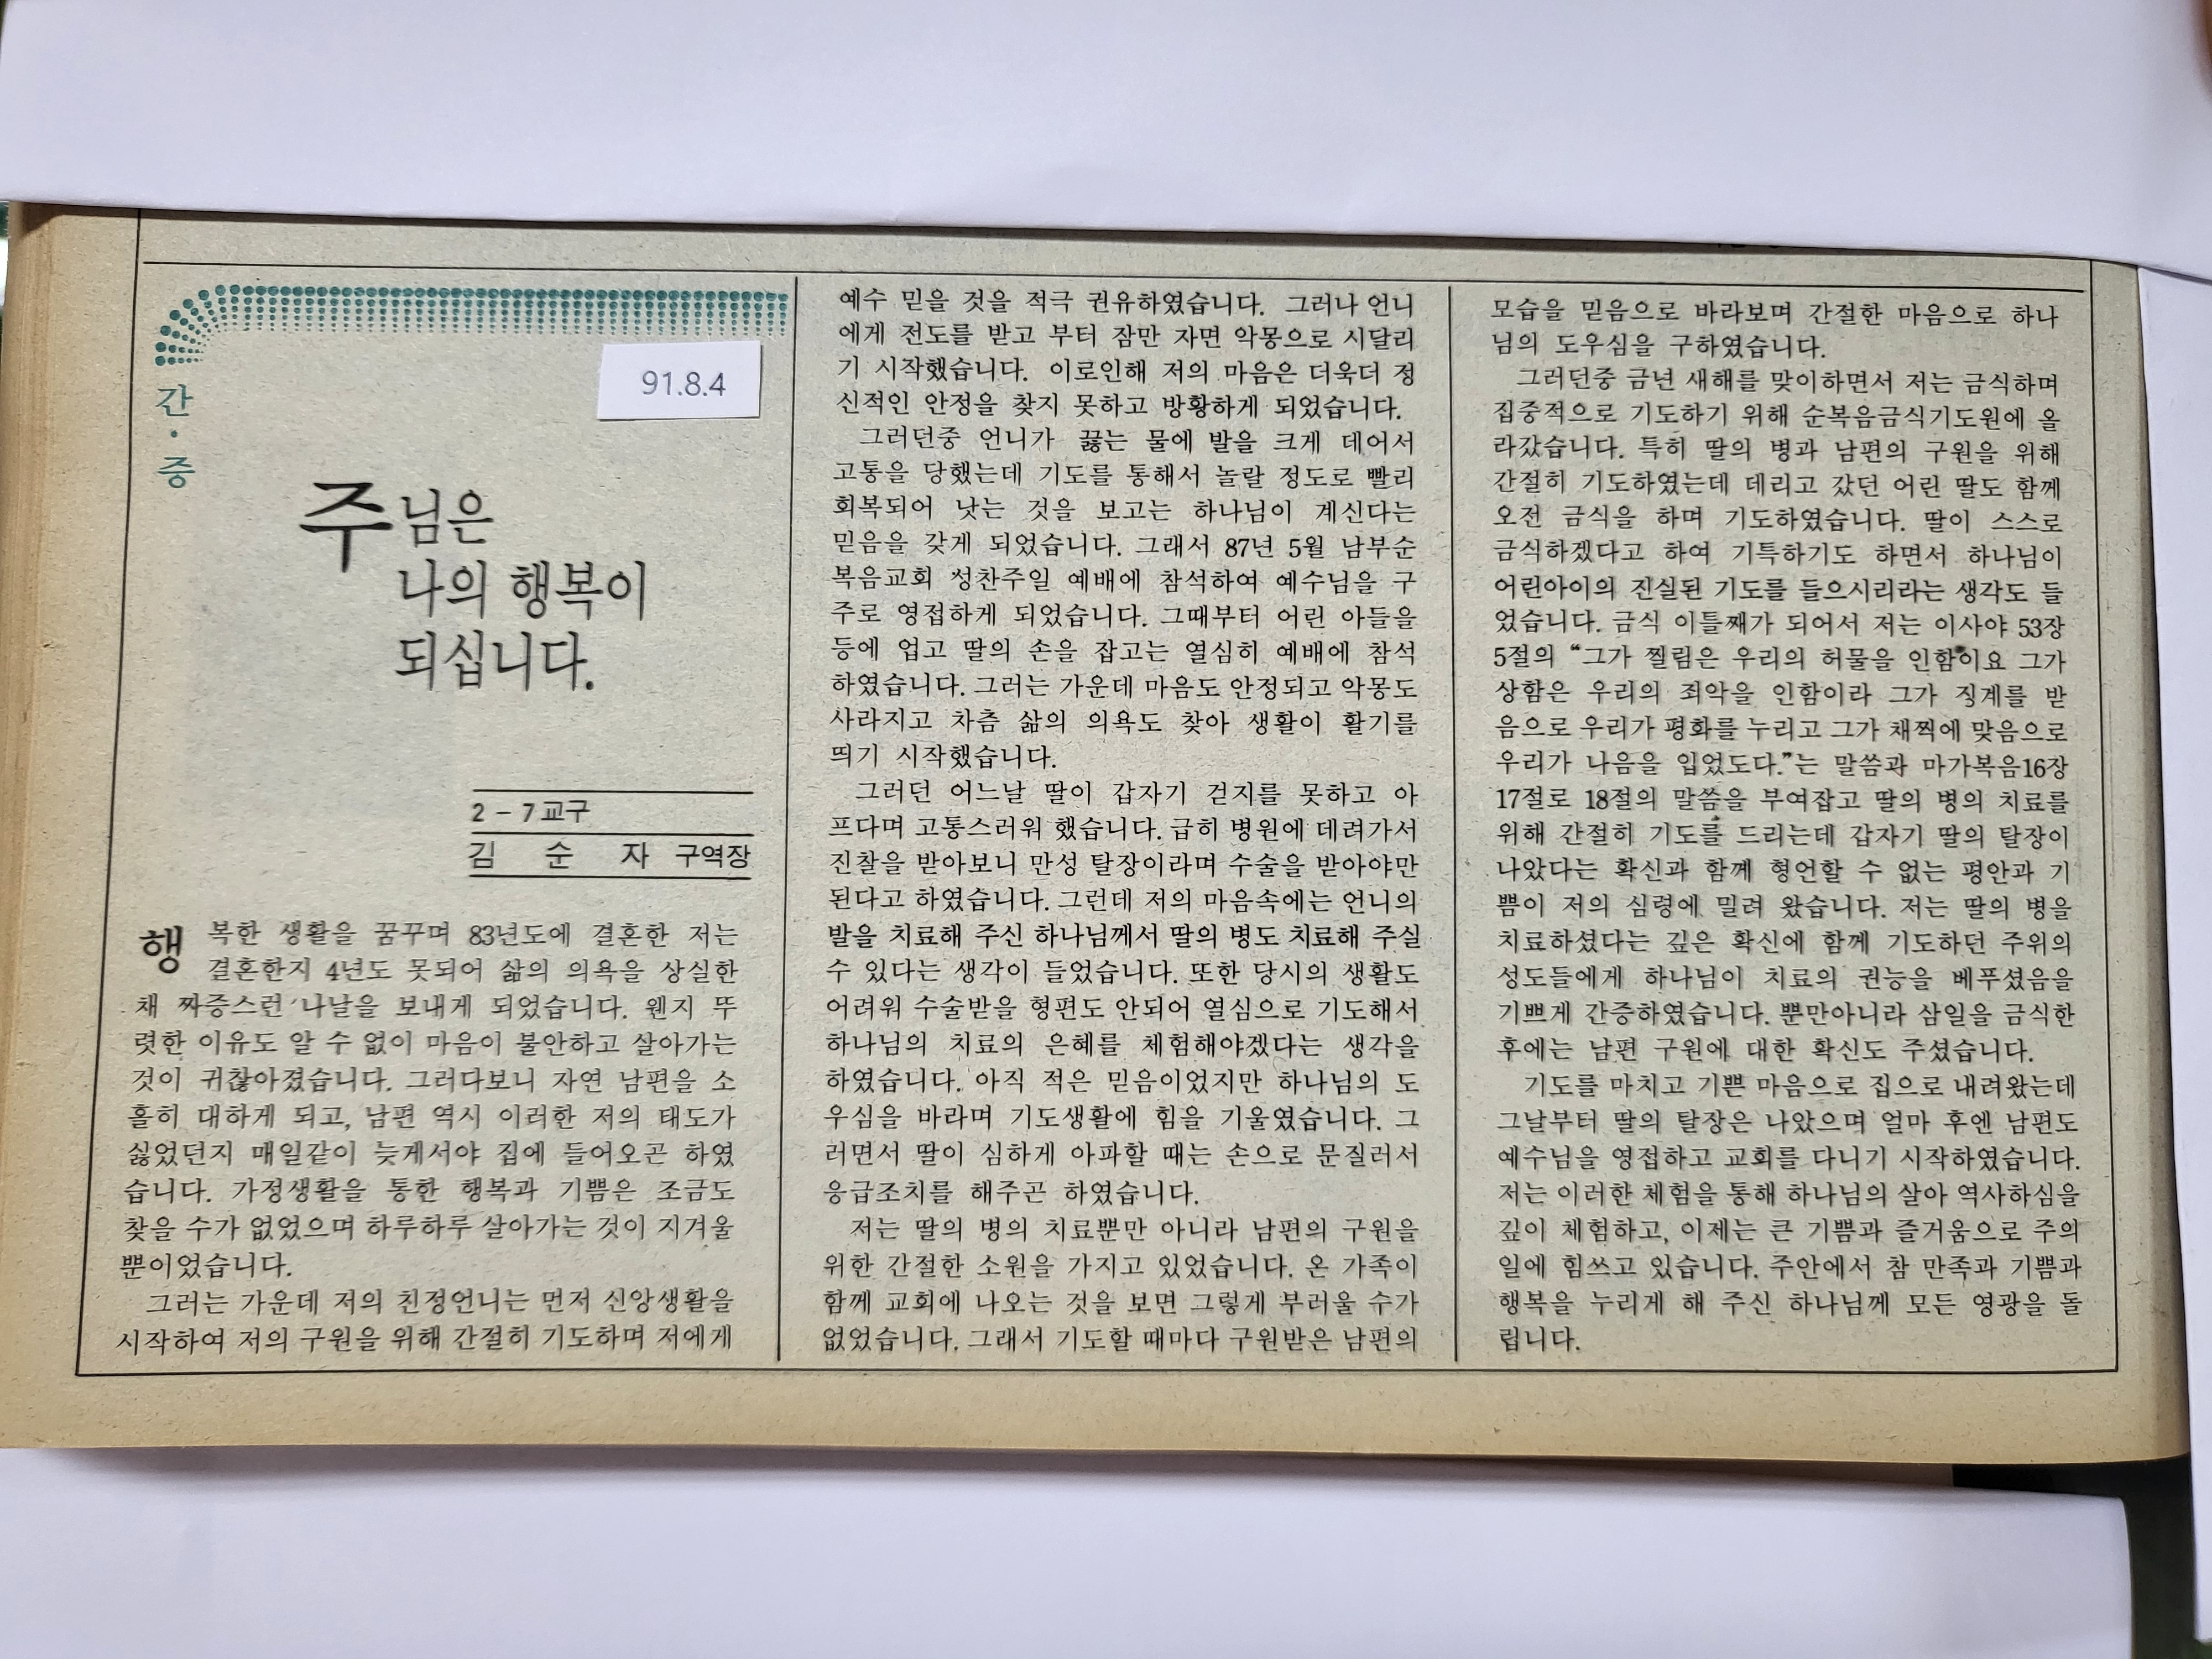 간·증
91.8.4
주님은
나의 행복이
되십니다.
2-7교구
김 순 자 구역장
행복한 생활을 꿈꾸며 83년도에 결혼한 저는
결혼한지 4년도 못되어 삶의 의욕을 상실한
채 짜증스런 나날을 보내게 되었습니다. 웬지 뚜
렷한 이유도 알 수 없이 마음이 불안하고 살아가는
것이 귀찮아졌습니다. 그러다보니 자연 남편을 소
홀히 대하게 되고, 남편 역시 이러한 저의 태도가
싫었던지 매일같이 늦게서야 집에 들어오곤 하였
습니다. 가정생활을 통한 행복과 기쁨은 조금도
찾을 수가 없었으며 하루하루 살아가는 것이 지겨울
뿐이었습니다.
그러는 가운데 저의 친정언니는 먼저 신앙생활을
시작하여 저의 구원을 위해 간절히 기도하며 저에게
예수 믿을 것을 적극 권유하였습니다. 그러나 언니
에게 전도를 받고 부터 잠만 자면 악몽으로 시달리
기 시작했습니다. 이로인해 저의 마음은 더욱더 정
신적인 안정을 찾지 못하고 방황하게 되었습니다.
그러던중 언니가 끓는 물에 발을 크게 데어서
고통을 당했는데 기도를 통해서 놀랄 정도로 빨리
회복되어 낫는 것을 보고는 하나님이 계신다는
믿음을 갖게 되었습니다. 그래서 87년 5월 남부순
복음교회 성찬주일 예배에 참석하여 예수님을 구
주로 영접하게 되었습니다. 그때부터 어린 아들을
등에 업고 딸의 손을 잡고는 열심히 예배에 참석
하였습니다. 그러는 가운데 마음도 안정되고 악몽도
사라지고 차츰 삶의 의욕도 찾아 생활이 활기를
띄기 시작했습니다.
그러던 어느날 딸이 갑자기 걷지를 못하고 아
프다며 고통스러워 했습니다. 급히 병원에 데려가서
진찰을 받아보니 만성 탈장이라며 수술을 받아야만
된다고 하였습니다. 그런데 저의 마음속에는 언니의
발을 치료해 주신 하나님께서 딸의 병도 치료해 주실
수 있다는 생각이 들었습니다. 또한 당시의 생활도
어려워 수술받을 형편도 안되어 열심으로 기도해서
하나님의 치료의 은혜를 체험해야겠다는 생각을
하였습니다. 아직 적은 믿음이었지만 하나님의 도
우심을 바라며 기도생활에 힘을 기울였습니다. 그
러면서 딸이 심하게 아파할 때는 손으로 문질러서
응급조치를 해주곤 하였습니다.
저는 딸의 병의 치료뿐만 아니라 남편의 구원을
위한 간절한 소원을 가지고 있었습니다. 온 가족이
함께 교회에 나오는 것을 보면 그렇게 부러울 수가
없었습니다. 그래서 기도할 때마다 구원받은 남편의
모습을 믿음으로 바라보며 간절한 마음으로 하나
님의 도우심을 구하였습니다.
그러던중 금년 새해를 맞이하면서 저는 금식하며
집중적으로 기도하기 위해 순복음금식기도원에 올
라갔습니다. 특히 딸의 병과 남편의 구원을 위해
간절히 기도하였는데 데리고 갔던 어린 딸도 함께
오전 금식을 하며 기도하였습니다. 딸이 스스로
금식하겠다고 하여 기특하기도 하면서 하나님이
어린아이의 진실된 기도를 들으시리라는 생각도 들
었습니다. 금식 이틀째가 되어서 저는 이사야 53장
5절의 “그가 찔림은 우리의 허물을 인함이요 그가
상함은 우리의 죄악을 인함이라 그가 징계를 받
음으로 우리가 평화를 누리고 그가 채찍에 맞음으로
우리가 나음을 입었도다.”는 말씀과 마가복음16장
17절로 18절의 말씀을 부여잡고 딸의 병의 치료를
위해 간절히 기도를 드리는데 갑자기 딸의 탈장이
나았다는 확신과 함께 형언할 수 없는 평안과 기
쁨이 저의 심령에 밀려 왔습니다. 저는 딸의 병을
치료하셨다는 깊은 확신에 함께 기도하던 주위의
성도들에게 하나님이 치료의 권능을 베푸셨음을
기쁘게 간증하였습니다. 뿐만아니라 삼일을 금식한
후에는 남편 구원에 대한 확신도 주셨습니다.
기도를 마치고 기쁜 마음으로 집으로 내려왔는데
그날부터 딸의 탈장은 나았으며 얼마 후엔 남편도
예수님을 영접하고 교회를 다니기 시작하였습니다.
저는 이러한 체험을 통해 하나님의 살아 역사하심을
깊이 체험하고, 이제는 큰 기쁨과 즐거움으로 주의
일에 힘쓰고 있습니다. 주안에서 참 만족과 기쁨과
행복을 누리게 해 주신 하나님께 모든 영광을 돌
립니다.